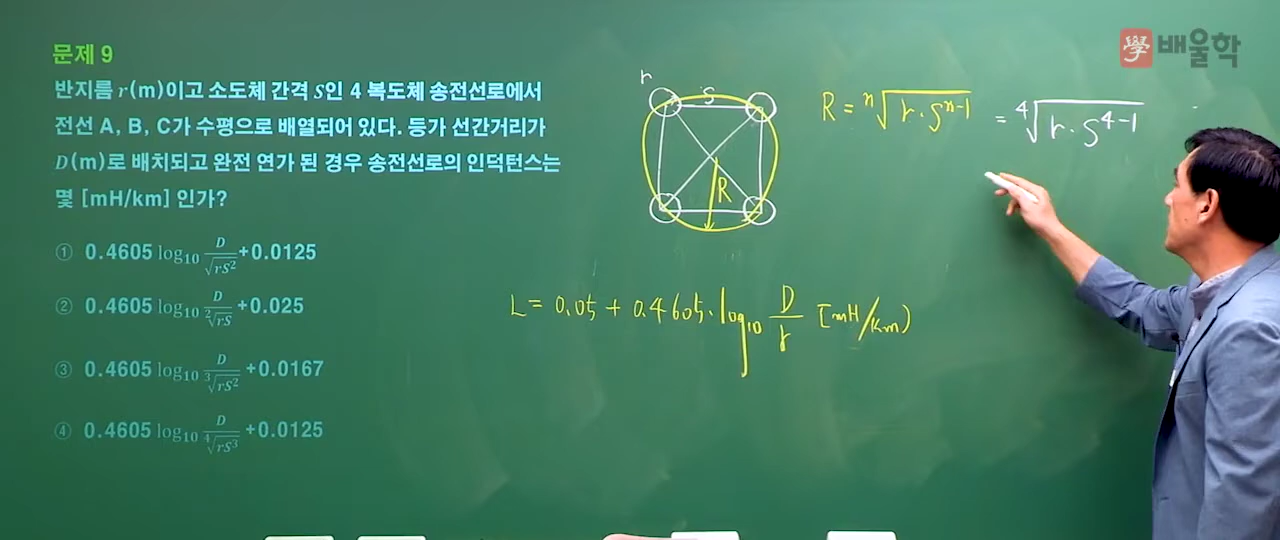 學 배울학
문제 9
반지름 r(m)이고 소도체 간격 S인 4 복도체 송전선로에서
전선 A, B, C가 수평으로 배열되어 있다. 등가 선간거리가
D(m)로 배치되고 완전 연가 된 경우 송전선로의 인덕턴스는
몇 [mH/km] 인가?
① 0.4605 log₁₀ D/√(rS²) +0.0125
② 0.4605 log₁₀ D/²√(rS) +0.025
③ 0.4605 log₁₀ D/³√(rS²) +0.0167
④ 0.4605 log₁₀ D/⁴√(rS³) +0.0125
r
S
R
R = ⁿ√(r·Sⁿ⁻¹) = ⁴√(r·S⁴⁻¹)
L = 0.05 + 0.4605·log₁₀ D/r [mH/km)